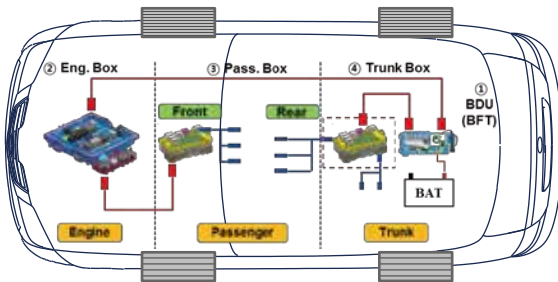 ② Eng. Box
③ Pass. Box
④ Trunk Box
①
BDU
(BFT)
Front
Rear
BAT
Engine
Passenger
Trunk